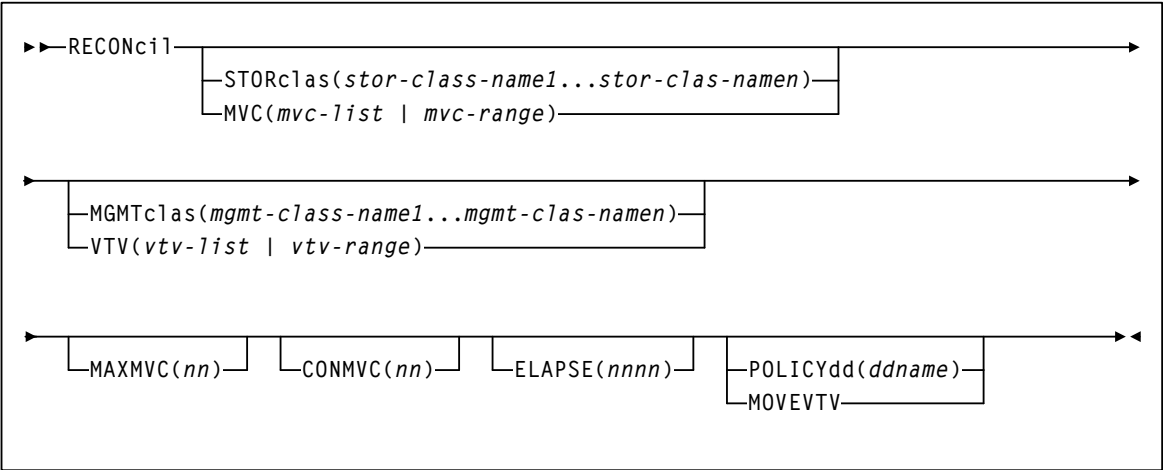 RECONcil
STORclas(stor-class-name1...stor-clas-namen)
MVC(mvc-list | mvc-range)
MGMTclas(mgmt-class-name1...mgmt-clas-namen)
VTV(vtv-list | vtv-range)
MAXMVC(nn) CONMVC(nn) ELAPSE(nnnn) POLICYdd(ddname)
MOVEVTV